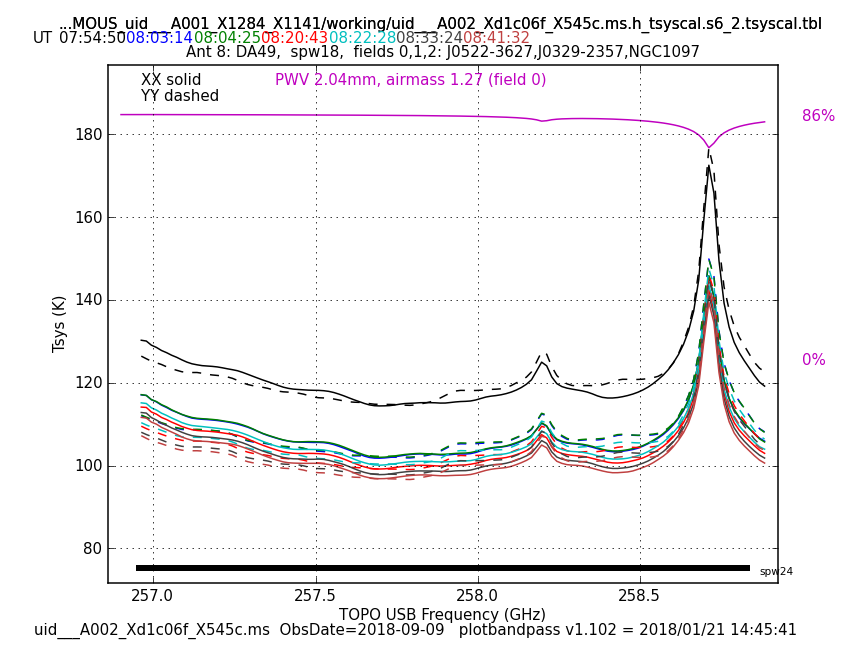 ...MOUS_uid___A001_X1284_X1141/working/uid___A002_Xd1c06f_X545c.ms.h_tsyscal.s6_2.tsyscal.tbl
UT 07:54:50 08:03:14 08:04:25 08:20:43 08:22:28 08:33:24 08:41:32
Ant 8: DA49, spw18, fields 0,1,2: J0522-3627,J0329-2357,NGC1097
XX solid
PWV 2.04mm, airmass 1.27 (field 0)
YY dashed
86%
180
160
140
120
100
80
Tsys (K)
0%
spw24
257.0 257.5 258.0 258.5
TOPO USB Frequency (GHz)
uid___A002_Xd1c06f_X545c.ms ObsDate=2018-09-09 plotbandpass v1.102 = 2018/01/21 14:45:41